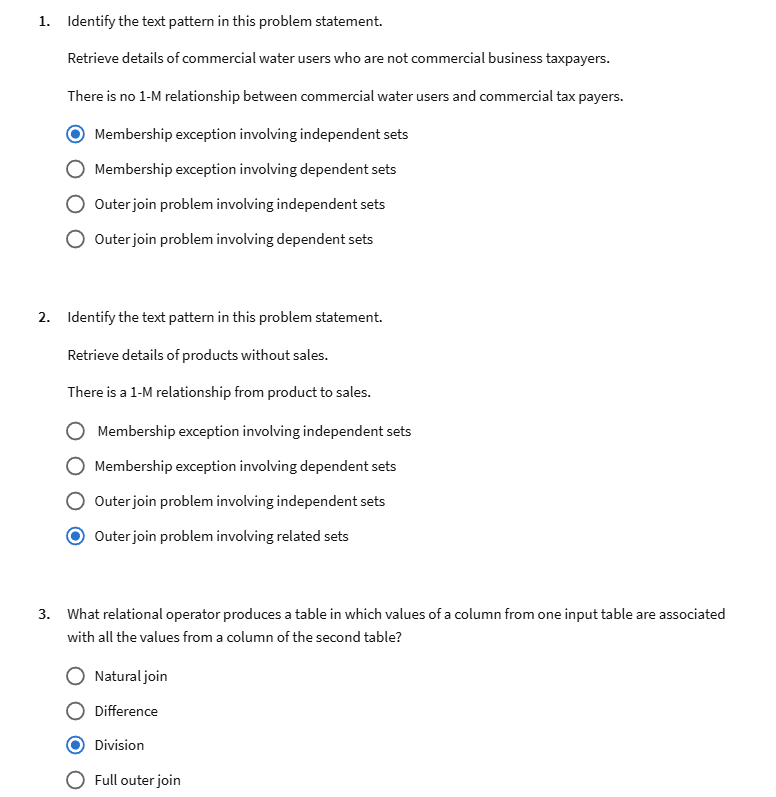 1. Identify the text pattern in this problem statement.
Retrieve details of commercial water users who are not commercial business taxpayers.
There is no 1-M relationship between commercial water users and commercial tax payers.
Membership exception involving independent sets
Membership exception involving dependent sets
Outer join problem involving independent sets
Outer join problem involving dependent sets
2. Identify the text pattern in this problem statement.
Retrieve details of products without sales.
There is a 1-M relationship from product to sales.
Membership exception involving independent sets
Membership exception involving dependent sets
Outer join problem involving independent sets
Outer join problem involving related sets
3. What relational operator produces a table in which values of a column from one input table are associated
with all the values from a column of the second table?
Natural join
Difference
Division
Full outer join